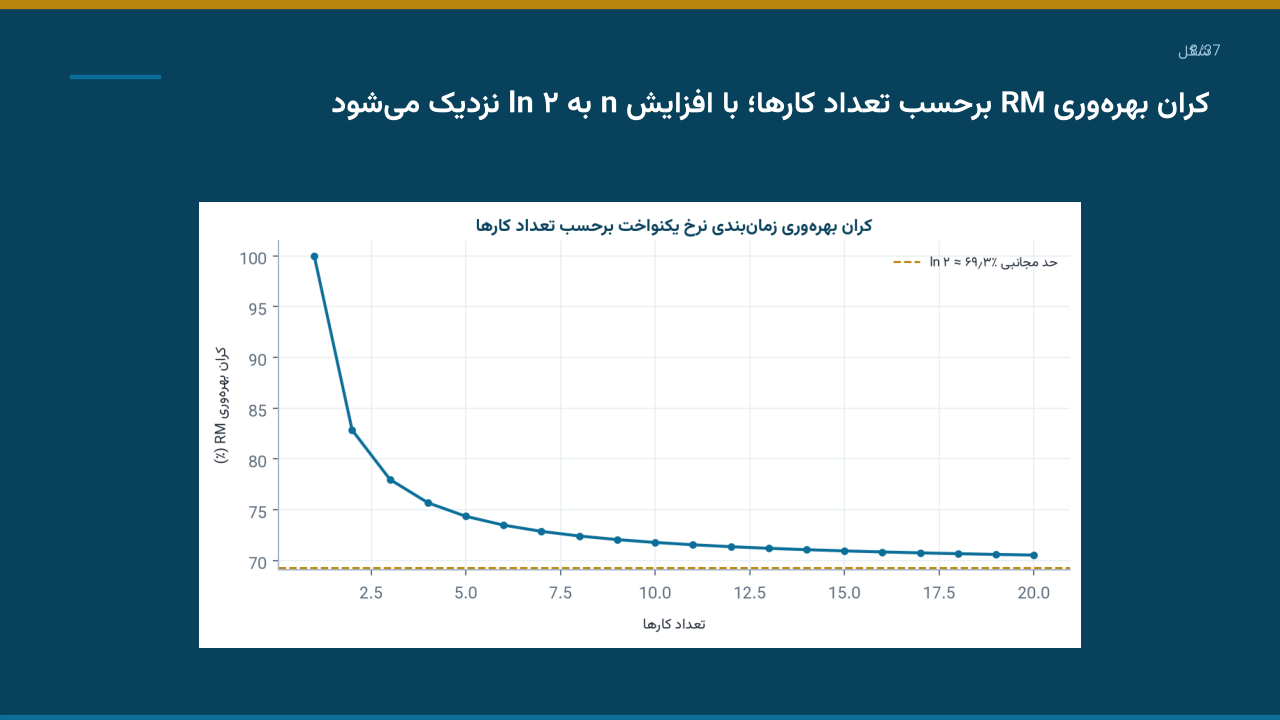 شکل
8/37
کران بهره‌وری RM برحسب تعداد کارها؛ با افزایش n به ln ۲ نزدیک می‌شود
کران بهره‌وری زمان‌بندی نرخ یکنواخت برحسب تعداد کارها
حد مجانبی ln ۲ ≈ ۶۹٫۳٪
کران بهره‌وری RM (٪)
100
95
90
85
80
75
70
2.5 5.0 7.5 10.0 12.5 15.0 17.5 20.0
تعداد کارها